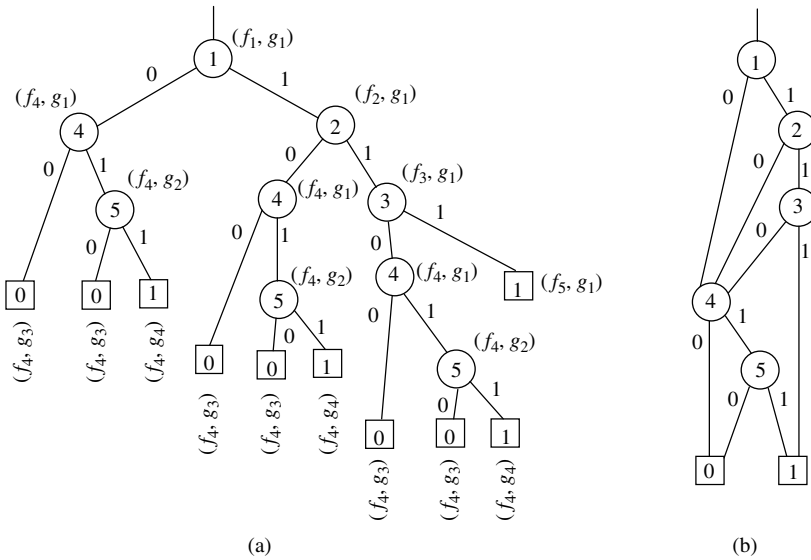 (f1, g1)
1
1
0
1
0
1
(f4, g1)
(f2, g1)
4
2
2
0
1
(f4, g2)
0
1
(f3, g1)
0
1
5
4
(f4, g1)
3
3
0
1
0
1
0
1
0
1
0
0
1
(f4, g2)
4
(f4, g1)
1
(f5, g1)
5
4
1
0
1
0
1
0
(f4, g3)
(f4, g3)
(f4, g4)
0
0
1
(f4, g2)
5
5
0
1
0
1
(f4, g3)
(f4, g3)
(f4, g4)
0
0
1
0
1
(f4, g3)
(f4, g3)
(f4, g4)
(a)
(b)